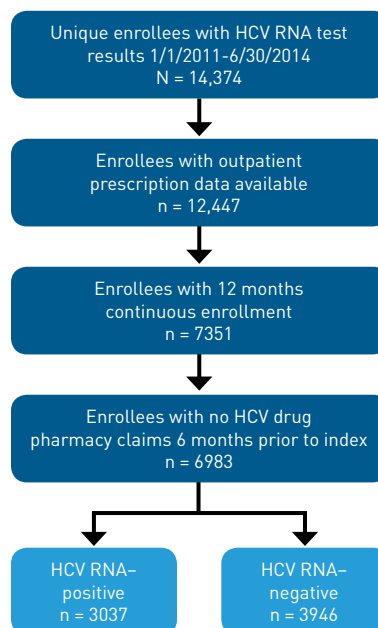 Unique enrollees with HCV RNA test
results 1/1/2011-6/30/2014
N = 14,374
Enrollees with outpatient
prescription data available
n = 12,447
Enrollees with 12 months
continuous enrollment
n = 7351
Enrollees with no HCV drug
pharmacy claims 6 months prior to index
n = 6983
HCV RNA–
positive
n = 3037
HCV RNA–
negative
n = 3946